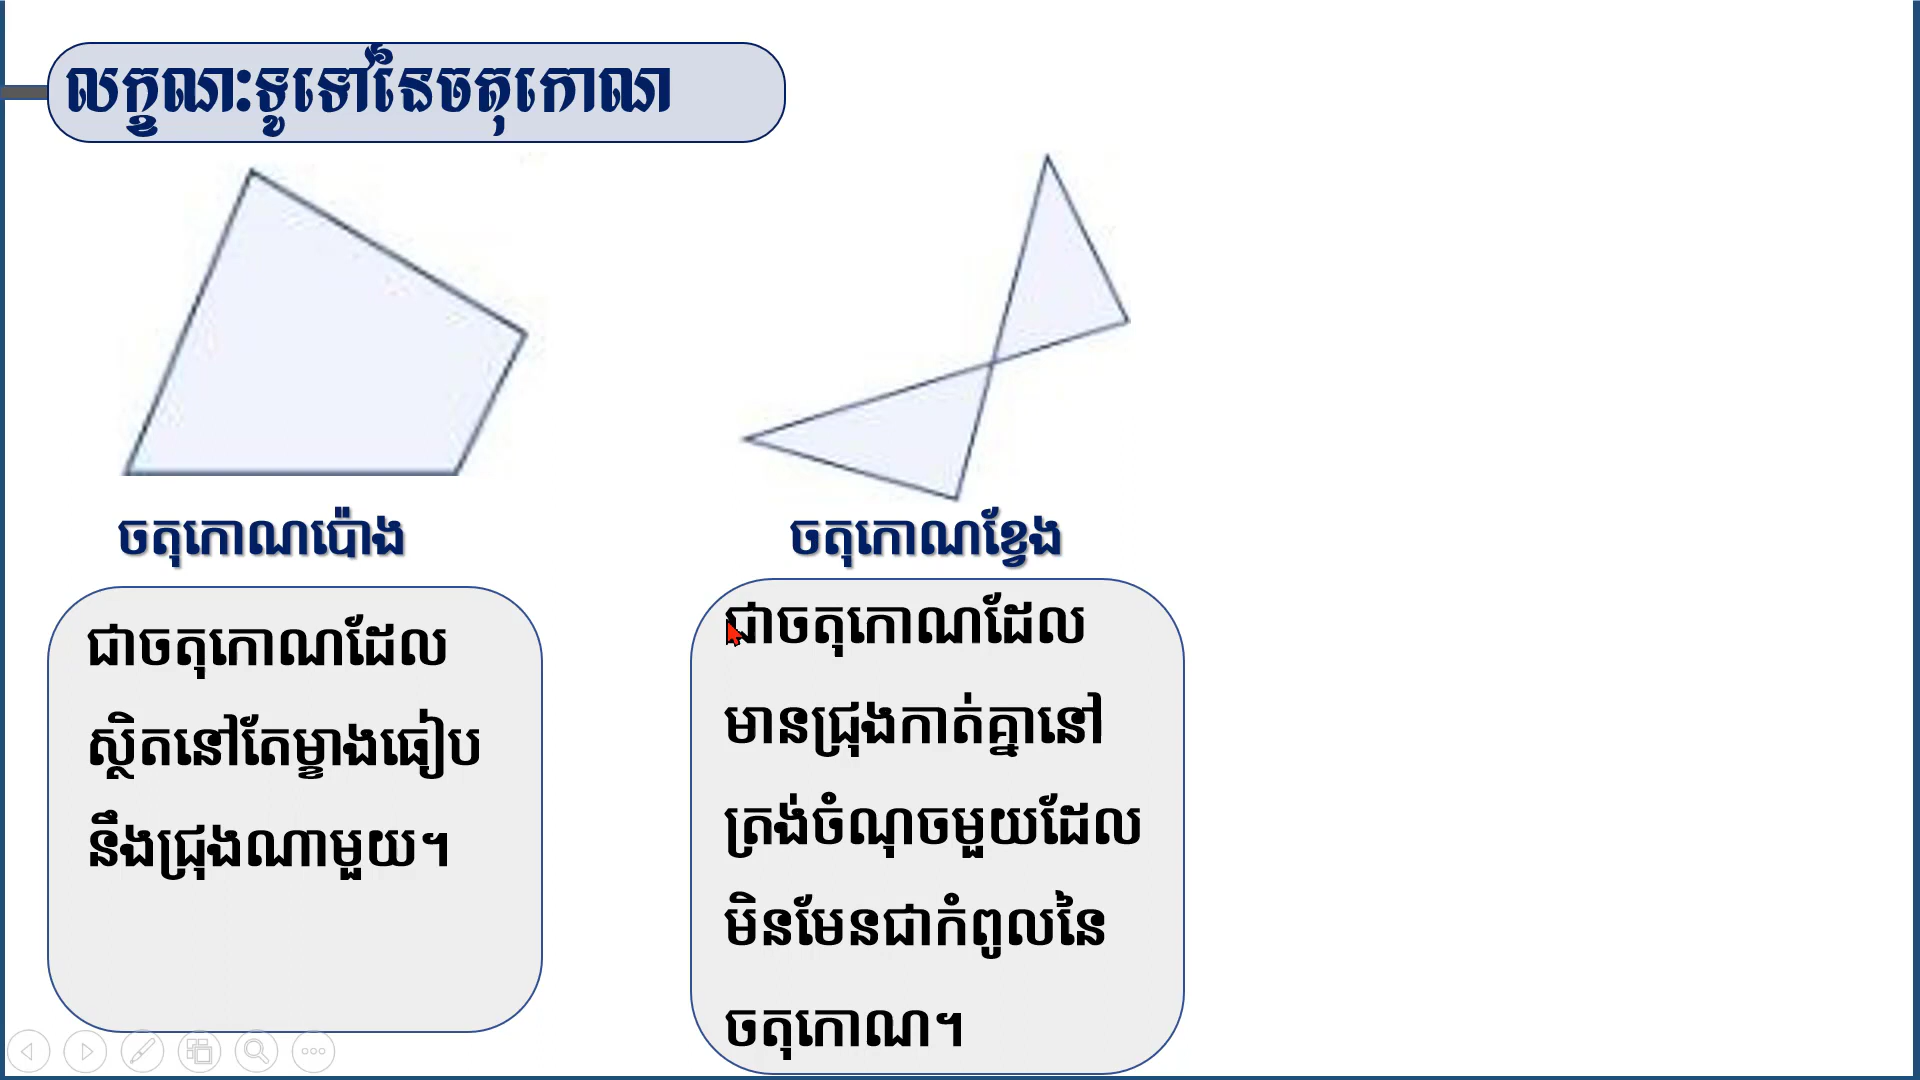 លក្ខណៈទូទៅនៃចតុកោណ
ចតុកោណប៉ោង
ជាចតុកោណដែល
ស្ថិតនៅតែម្ខាងធៀប
នឹងជ្រុងណាមួយ។
ចតុកោណខ្វែង
ជាចតុកោណដែល
មានជ្រុងកាត់គ្នានៅ
ត្រង់ចំណុចមួយដែល
មិនមែនជាកំពូលនៃ
ចតុកោណ។